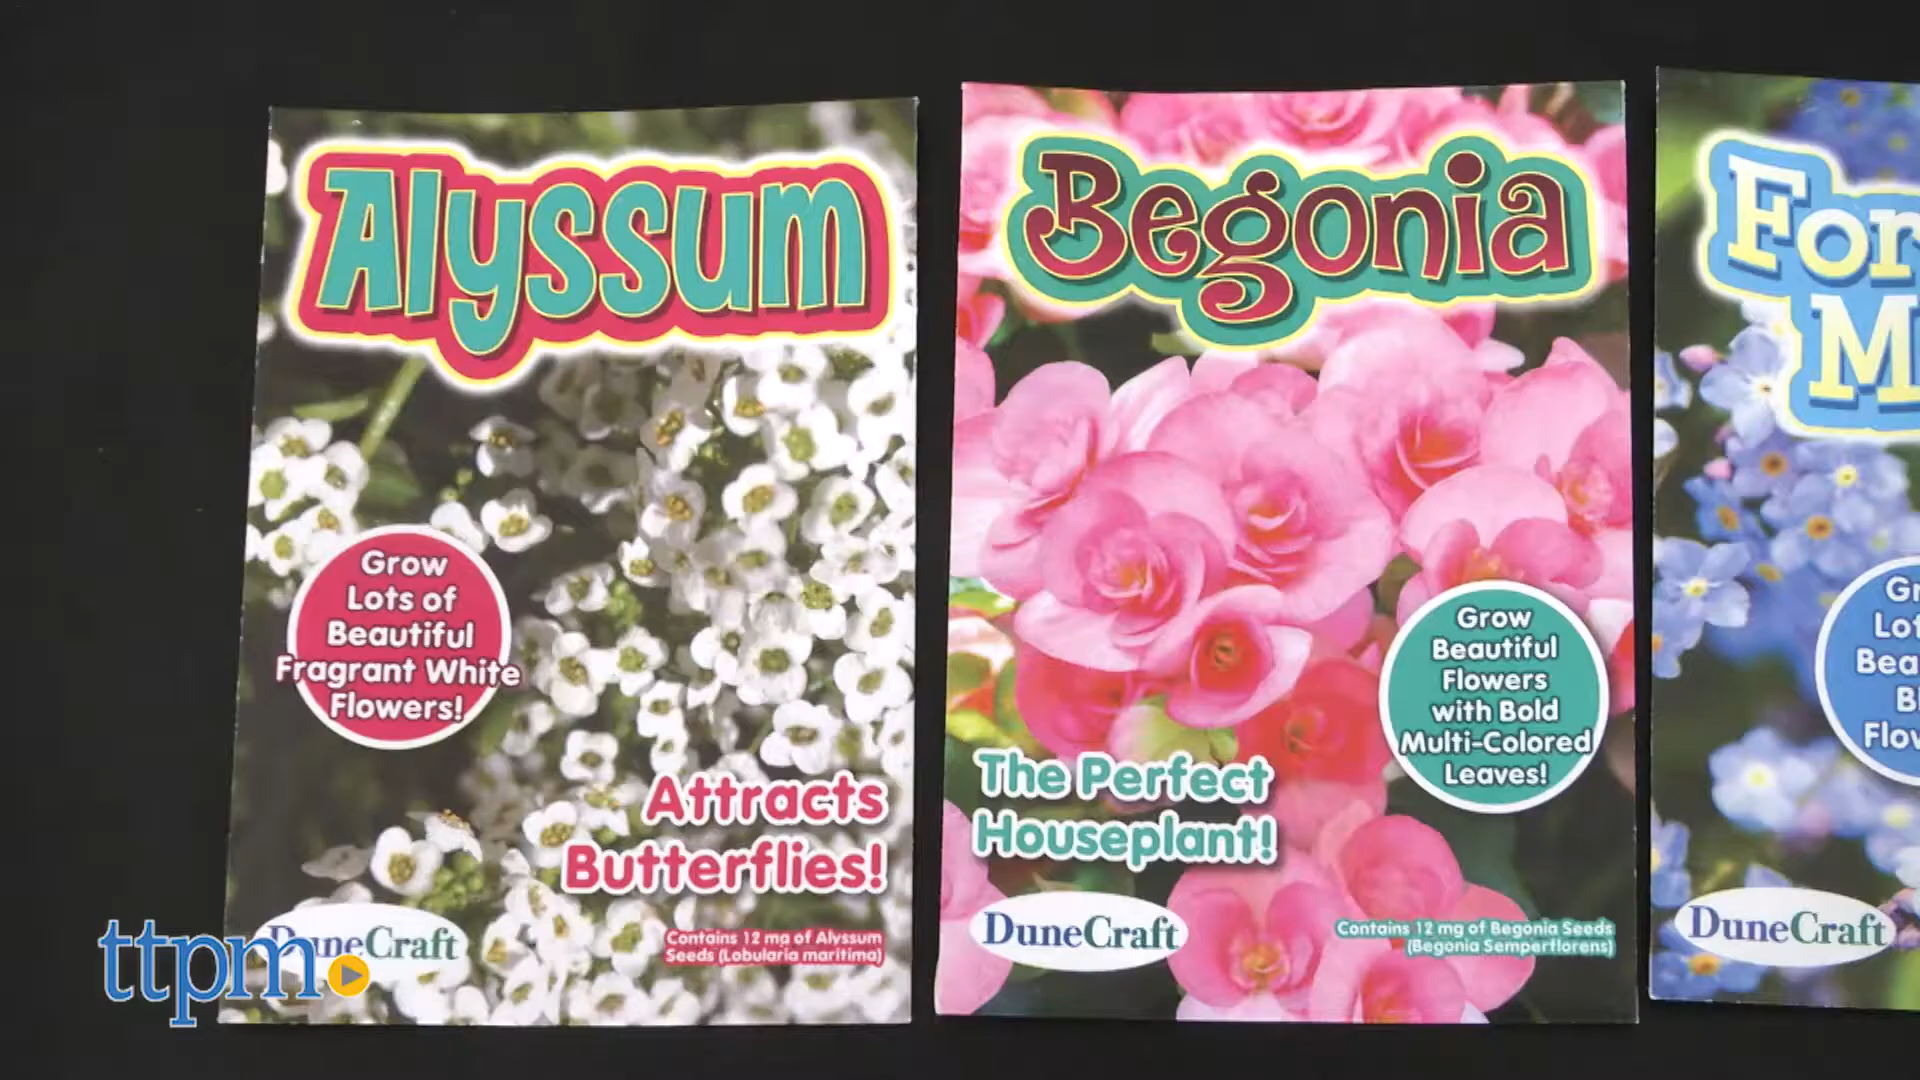 Alyssum
Grow
Lots of
Beautiful
Fragrant White
Flowers!
Attracts
Butterflies!
DuneCraft
Contains 12 mg of Alyssum
Seeds (Lobularia maritima)
ttpm
Begonia
Grow
Beautiful
Flowers
with Bold
Multi-Colored
Leaves!
The Perfect
Houseplant!
DuneCraft
Contains 12 mg of Begonia Seeds
(Begonia Semperflorens)
For
M
DuneCraft